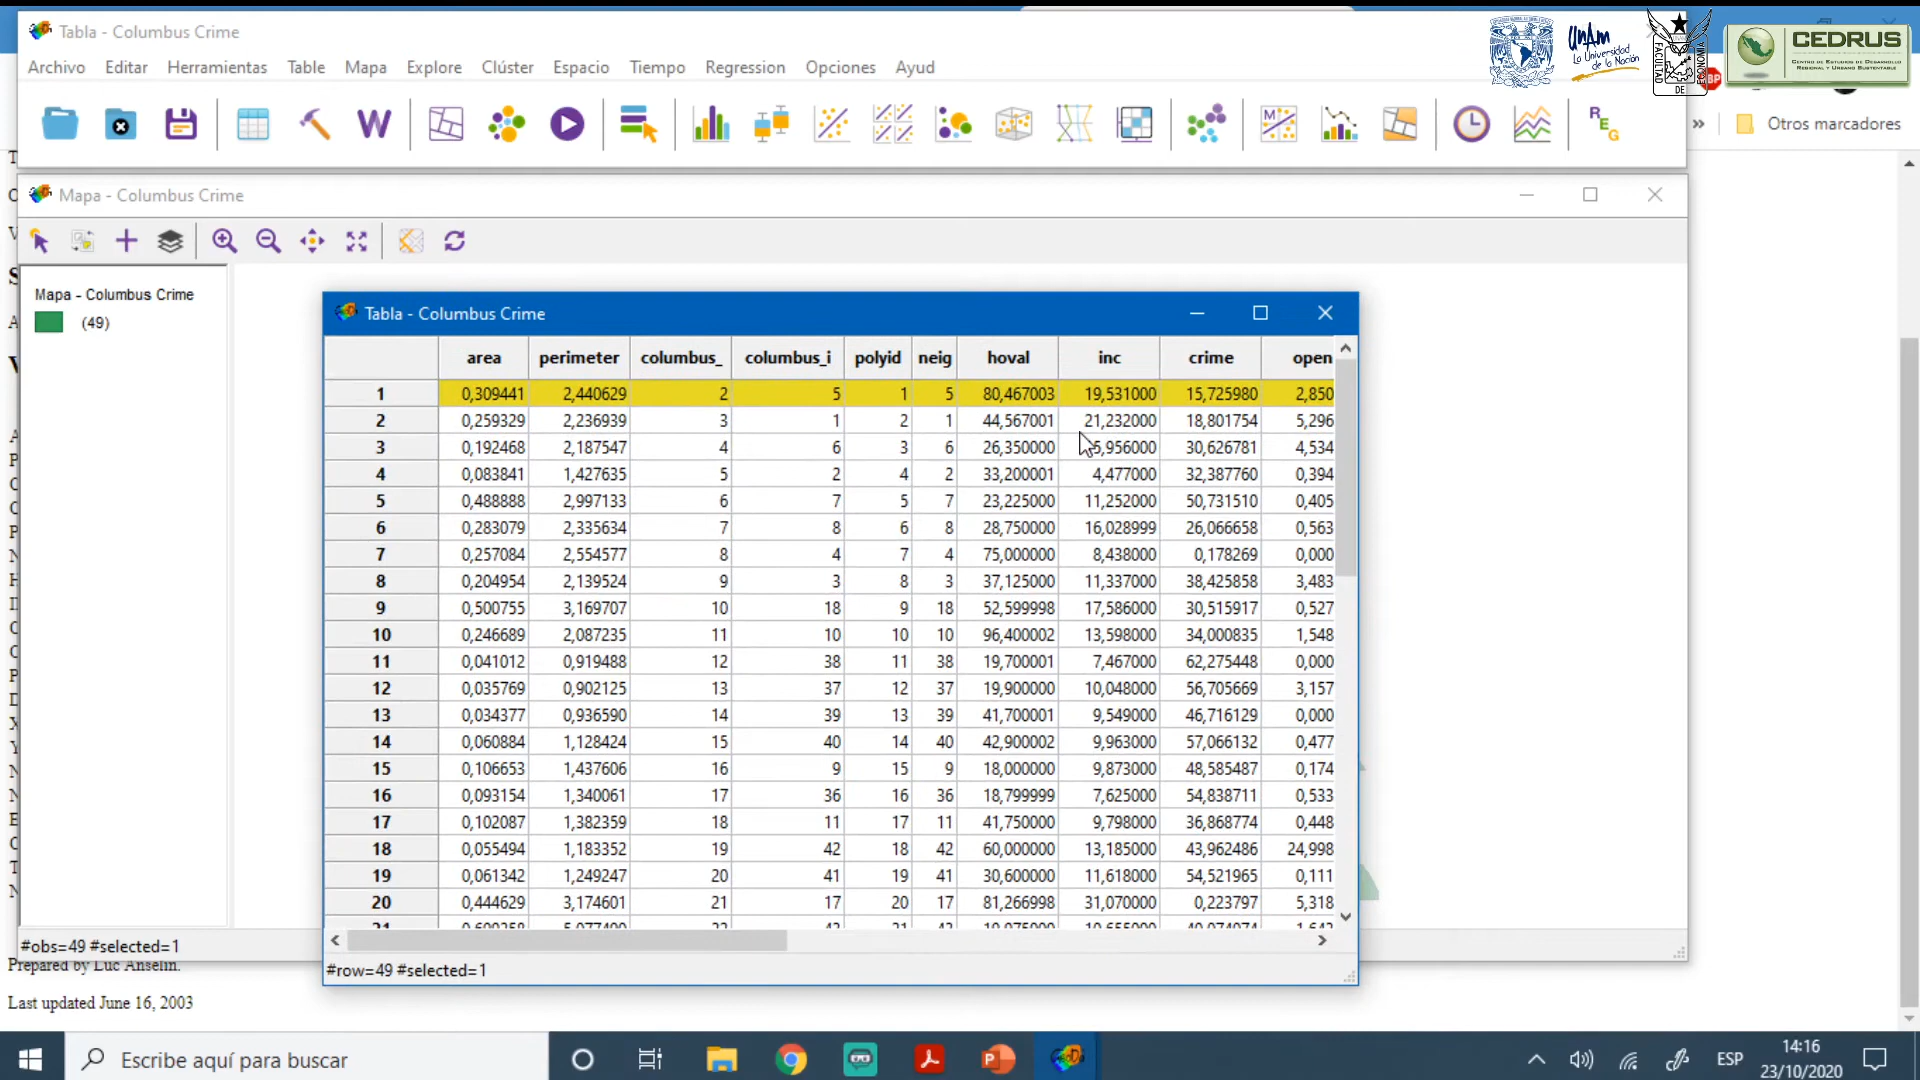 Tabla - Columbus Crime
Archivo Editar Herramientas Table Mapa Explore Clúster Espacio Tiempo Regression Opciones Ayud
UnAm
La Universidad
de la Nación
FACULTAD
DE
ECONOMIA
CEDRUS
CENTRO DE ESTUDIOS DE DESARROLLO
REGIONAL Y URBANO SUSTENTABLE
» Otros marcadores
Mapa - Columbus Crime
Mapa - Columbus Crime
(49)
Tabla - Columbus Crime
area perimeter columbus_ columbus_i polyid neig hoval inc crime open
1 0,309441 2,440629 2 5 1 5 80,467003 19,531000 15,725980 2,850
2 0,259329 2,236939 3 1 2 1 44,567001 21,232000 18,801754 5,296
3 0,192468 2,187547 4 6 3 6 26,350000 5,956000 30,626781 4,534
4 0,083841 1,427635 5 2 4 2 33,200001 4,477000 32,387760 0,394
5 0,488888 2,997133 6 7 5 7 23,225000 11,252000 50,731510 0,405
6 0,283079 2,335634 7 8 6 8 28,750000 16,028999 26,066658 0,563
7 0,257084 2,554577 8 4 7 4 75,000000 8,438000 0,178269 0,000
8 0,204954 2,139524 9 3 8 3 37,125000 11,337000 38,425858 3,483
9 0,500755 3,169707 10 18 9 18 52,599998 17,586000 30,515917 0,527
10 0,246689 2,087235 11 10 10 10 96,400002 13,598000 34,000835 1,548
11 0,041012 0,919488 12 38 11 38 19,700001 7,467000 62,275448 0,000
12 0,035769 0,902125 13 37 12 37 19,900000 10,048000 56,705669 3,157
13 0,034377 0,936590 14 39 13 39 41,700001 9,549000 46,716129 0,000
14 0,060884 1,128424 15 40 14 40 42,900002 9,963000 57,066132 0,477
15 0,106653 1,437606 16 9 15 9 18,000000 9,873000 48,585487 0,174
16 0,093154 1,340061 17 36 16 36 18,799999 7,625000 54,838711 0,533
17 0,102087 1,382359 18 11 17 11 41,750000 9,798000 36,868774 0,448
18 0,055494 1,183352 19 42 18 42 60,000000 13,185000 43,962486 24,998
19 0,061342 1,249247 20 41 19 41 30,600000 11,618000 54,521965 0,111
20 0,444629 3,174601 21 17 20 17 81,266998 31,070000 0,223797 5,318
#row=49 #selected=1
#obs=49 #selected=1
Prepared by Luc Anselin.
Last updated June 16, 2003
Escribe aquí para buscar
ESP
14:16
23/10/2020